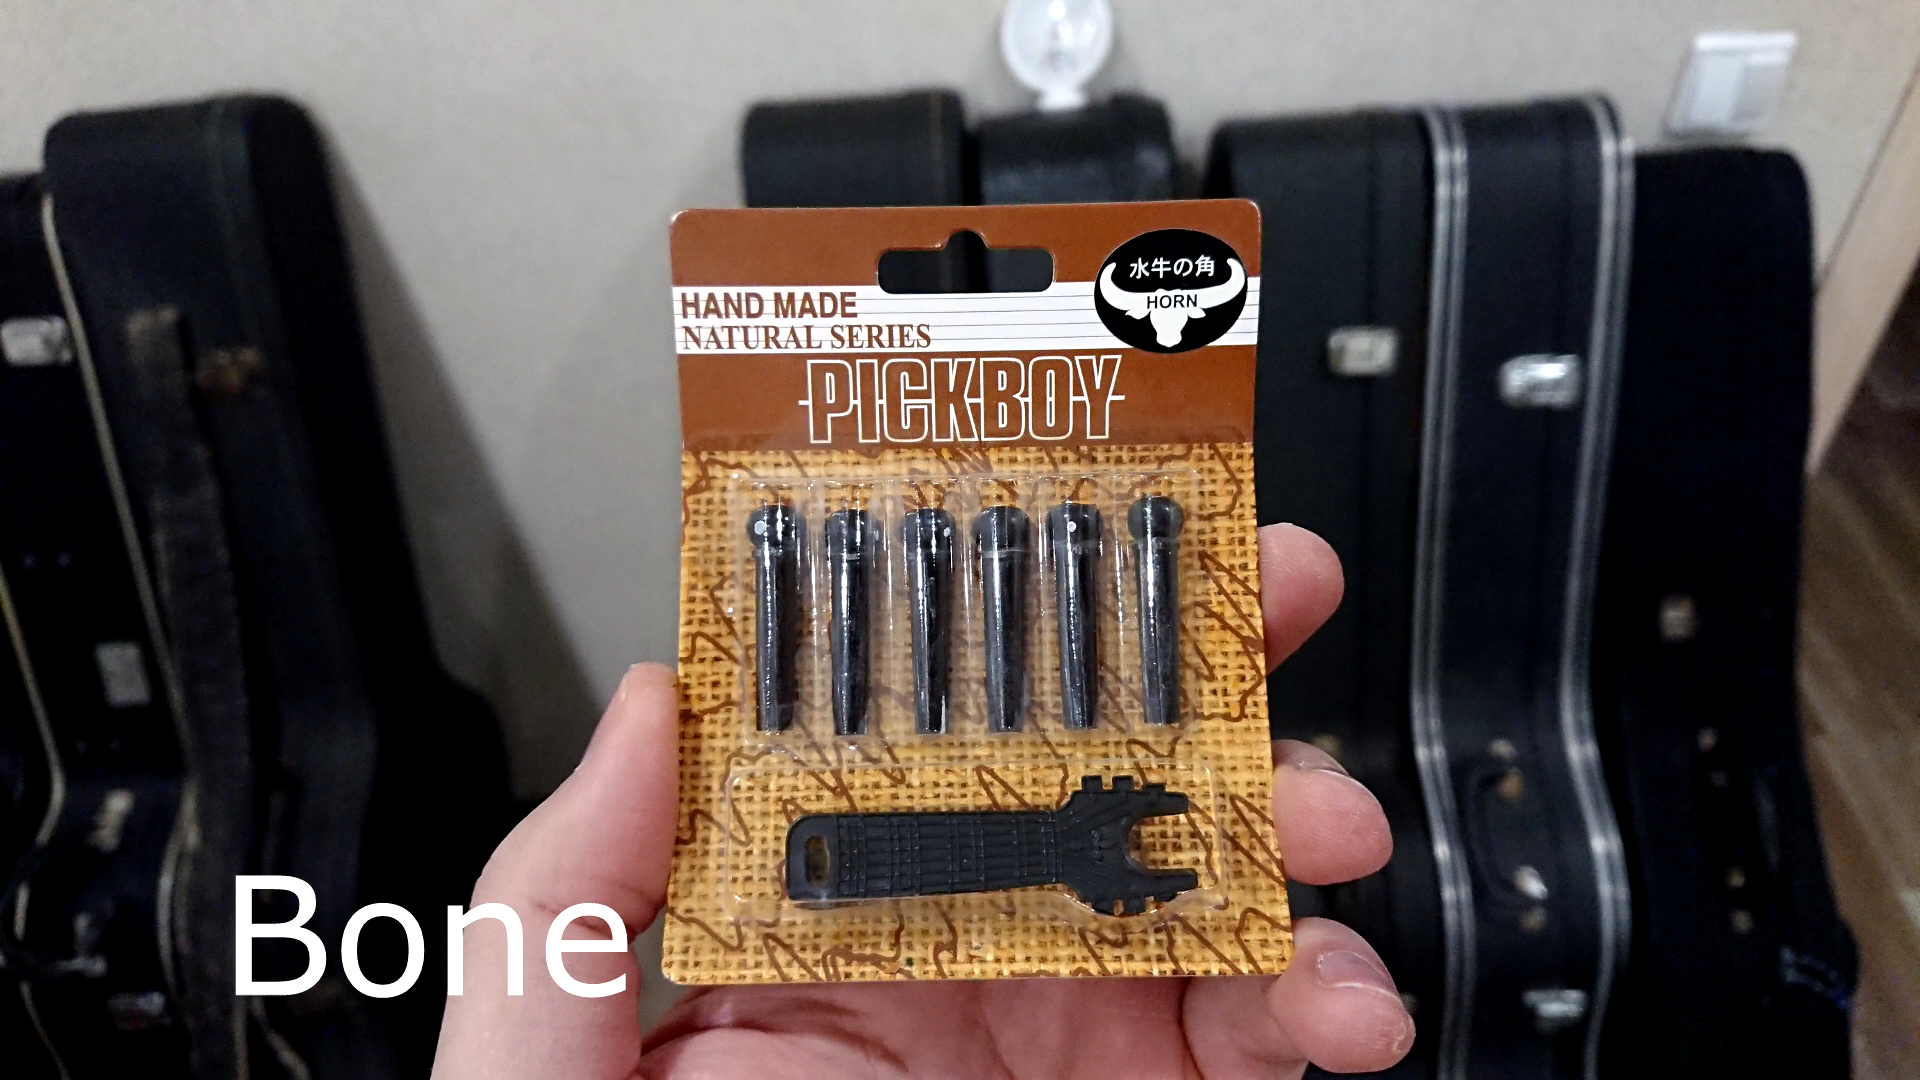 水牛の角
HORN
HAND MADE
NATURAL SERIES
PICKBOY
Bone